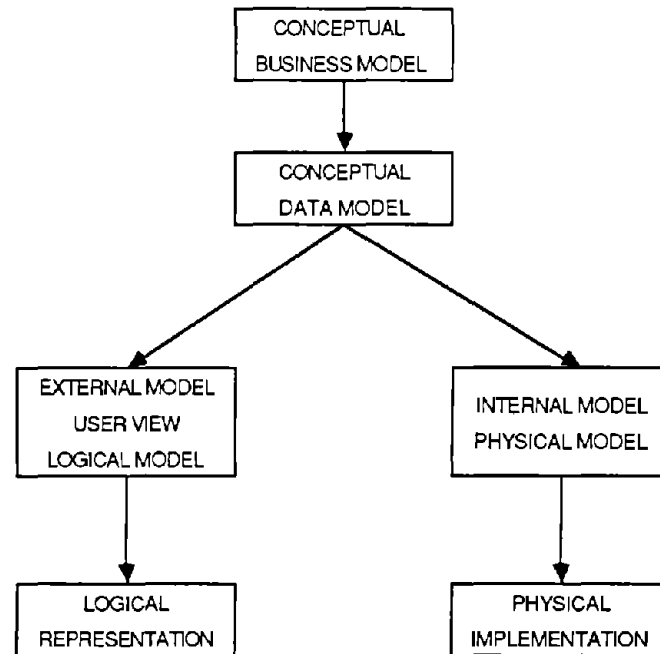 CONCEPTUAL
BUSINESS MODEL
CONCEPTUAL
DATA MODEL
EXTERNAL MODEL
USER VIEW
LOGICAL MODEL
INTERNAL MODEL
PHYSICAL MODEL
LOGICAL
REPRESENTATION
PHYSICAL
IMPLEMENTATION